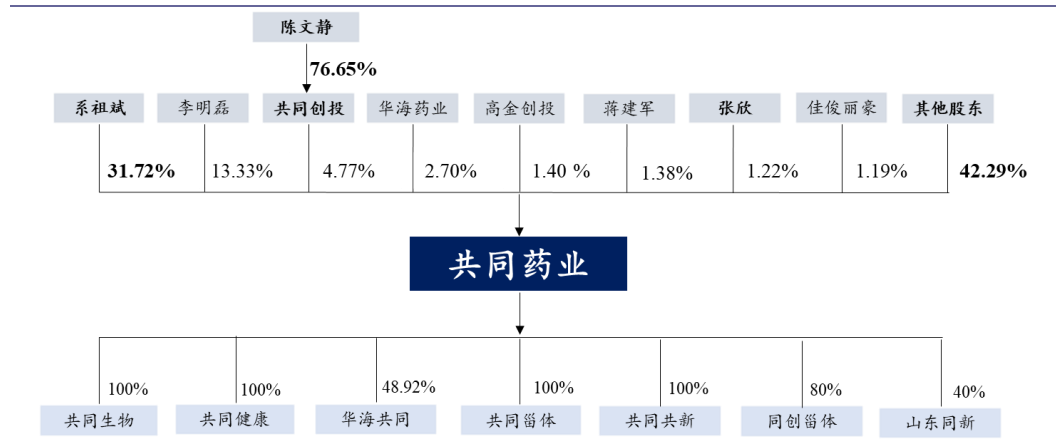 陈文静
76.65%
系祖斌 李明磊 共同创投 华海药业 高金创投 蒋建军 张欣 佳俊丽豪 其他股东
31.72% 13.33% 4.77% 2.70% 1.40 % 1.38% 1.22% 1.19% 42.29%
共同药业
100% 100% 48.92% 100% 100% 80% 40%
共同生物 共同健康 华海共同 共同甾体 共同共新 同创甾体 山东同新